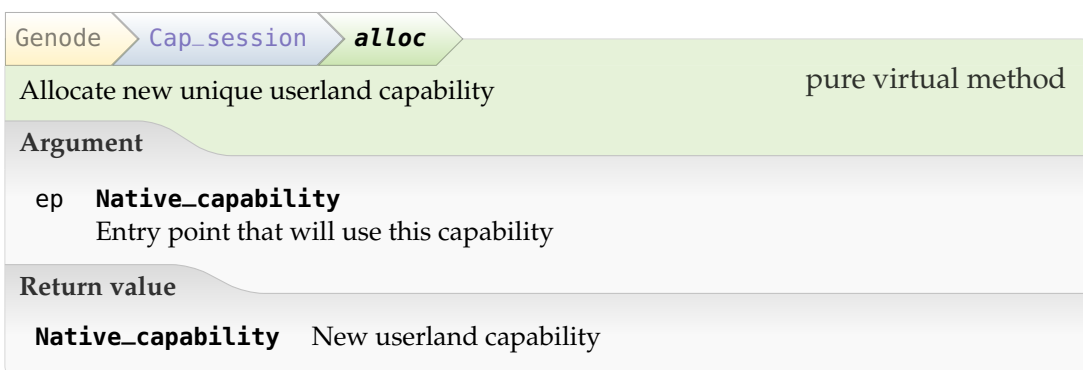 Genode Cap_session alloc
Allocate new unique userland capability pure virtual method
Argument
ep Native_capability
Entry point that will use this capability
Return value
Native_capability New userland capability